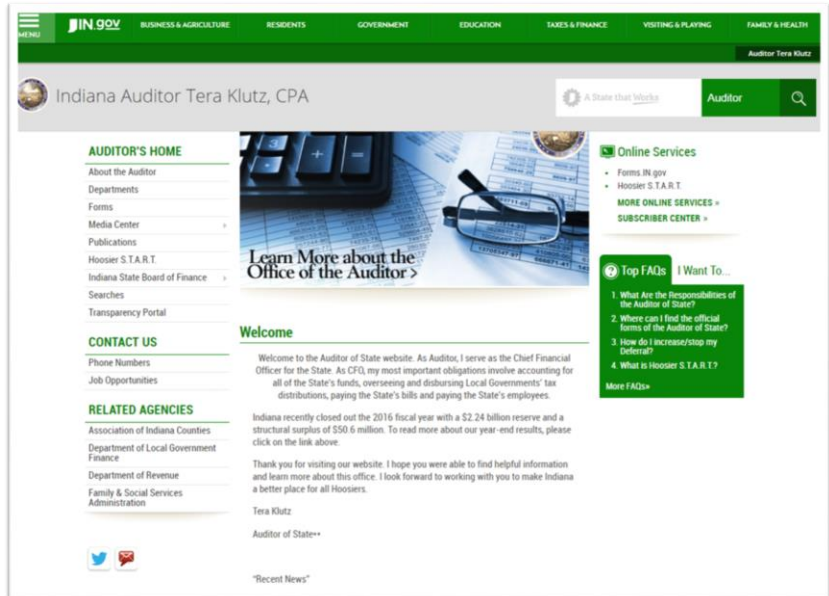 MENU
IN.gov
BUSINESS & AGRICULTURE
RESIDENTS
GOVERNMENT
EDUCATION
TAXES & FINANCE
VISITING & PLAYING
FAMILY & HEALTH
Auditor Tera Klutz
Indiana Auditor Tera Klutz, CPA
A State that Works
Auditor
AUDITOR'S HOME
About the Auditor
Departments
Forms
Media Center
Publications
Hoosier S.T.A.R.T.
Indiana State Board of Finance
Searches
Transparency Portal
CONTACT US
Phone Numbers
Job Opportunities
RELATED AGENCIES
Association of Indiana Counties
Department of Local Government
Finance
Department of Revenue
Family & Social Services
Administration
Learn More about the
Office of the Auditor >
Welcome
Welcome to the Auditor of State website. As Auditor, I serve as the Chief Financial
Officer for the State. As CFO, my most important obligations involve accounting for
all of the State's funds, overseeing and disbursing Local Governments' tax
distributions, paying the State's bills and paying the State's employees.
Indiana recently closed out the 2016 fiscal year with a $2.24 billion reserve and a
structural surplus of $50.6 million. To read more about our year-end results, please
click on the link above.
Thank you for visiting our website. I hope you were able to find helpful information
and learn more about this office. I look forward to working with you to make Indiana
a better place for all Hoosiers.
Tera Klutz
Auditor of State**
"Recent News"
Online Services
• Forms.IN.gov
• Hoosier S.T.A.R.T.
MORE ONLINE SERVICES »
SUBSCRIBER CENTER »
Top FAQs
I Want To...
1. What Are the Responsibilities of
the Auditor of State?
2. Where can I find the official
forms of the Auditor of State?
3. How do I increase/stop my
Deferral?
4. What is Hoosier S.T.A.R.T.?
More FAQs»